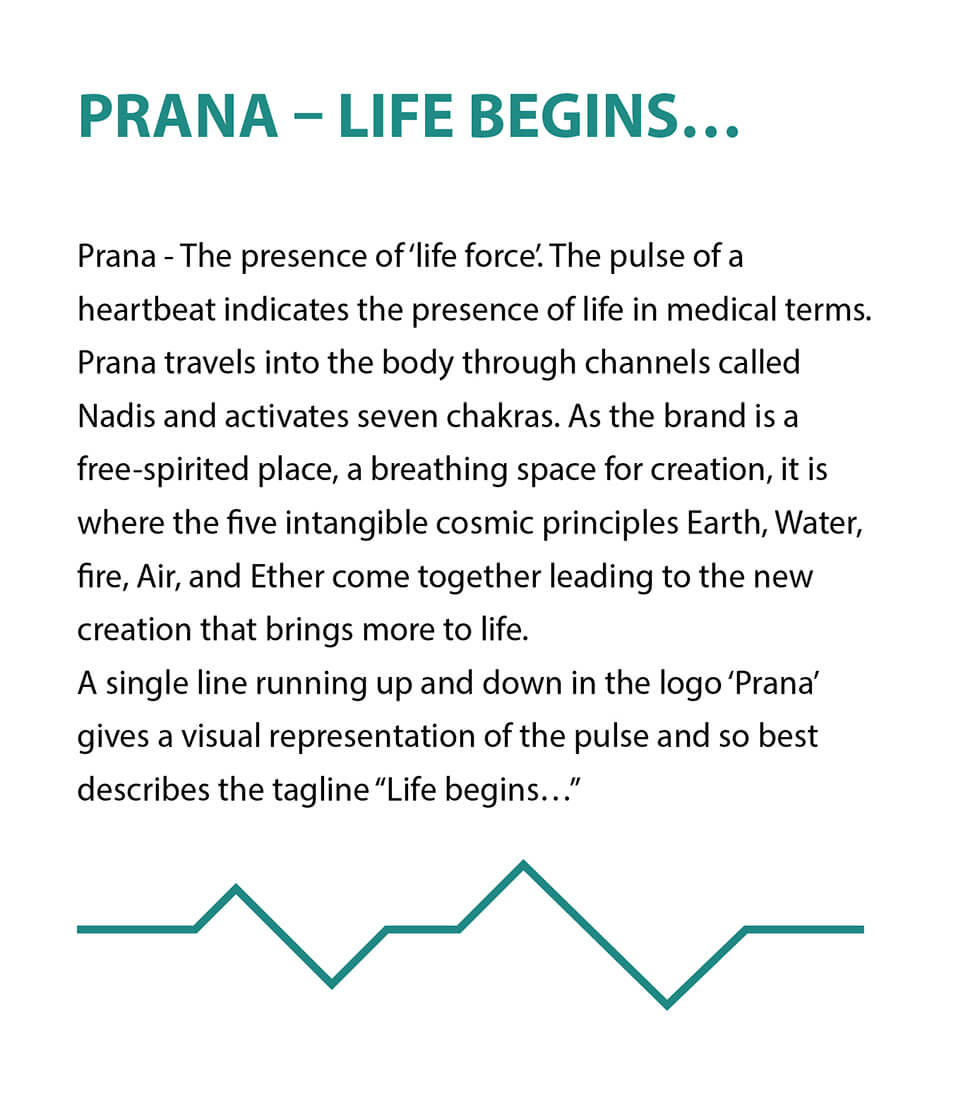 PRANA – LIFE BEGINS...
Prana - The presence of ‘life force’. The pulse of a
heartbeat indicates the presence of life in medical terms.
Prana travels into the body through channels called
Nadis and activates seven chakras. As the brand is a
free-spirited place, a breathing space for creation, it is
where the five intangible cosmic principles Earth, Water,
fire, Air, and Ether come together leading to the new
creation that brings more to life.
A single line running up and down in the logo ‘Prana’
gives a visual representation of the pulse and so best
describes the tagline “Life begins...”